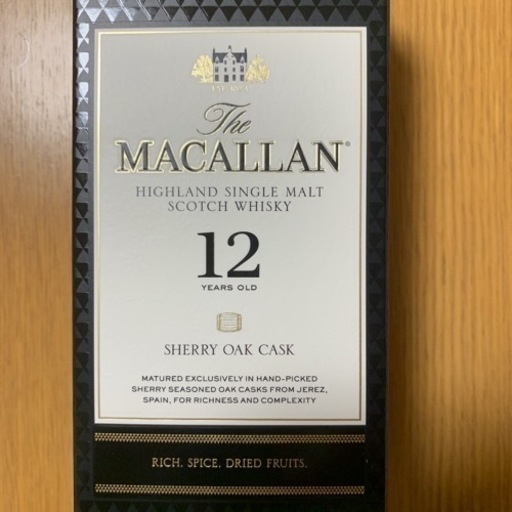 The
MACALLAN®
HIGHLAND SINGLE MALT
SCOTCH WHISKY
12
YEARS OLD
SHERRY OAK CASK
MATURED EXCLUSIVELY IN HAND-PICKED
SHERRY SEASONED OAK CASKS FROM JEREZ,
SPAIN, FOR RICHNESS AND COMPLEXITY
RICH. SPICE. DRIED FRUITS.